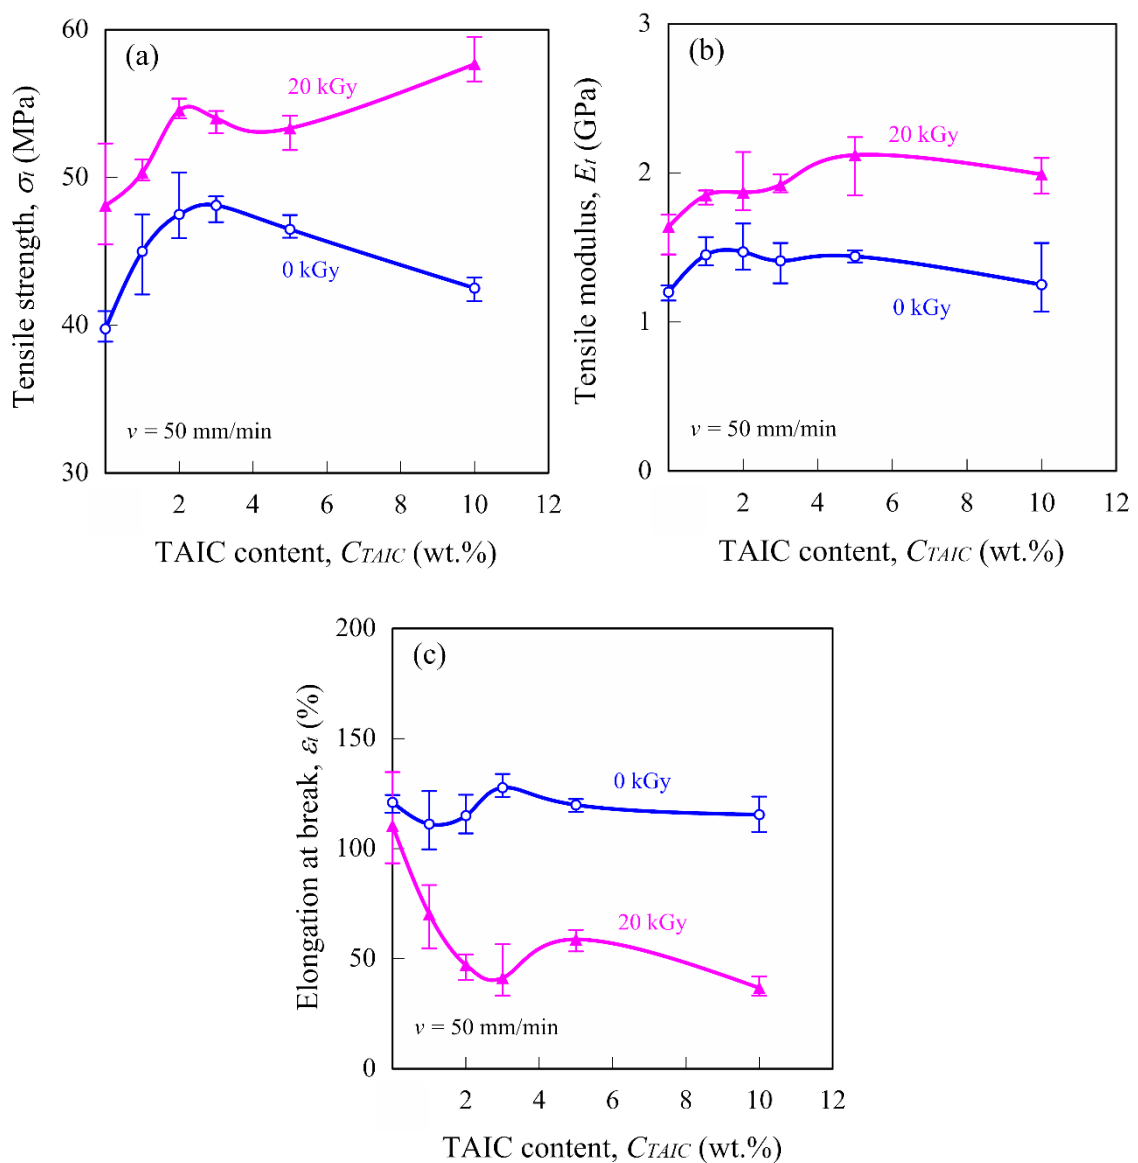 (a)
60
50
40
30
Tensile strength, σt (MPa)
20 kGy
0 kGy
v = 50 mm/min
2 4 6 8 10 12
TAIC content, CTAIC (wt.%)
(b)
3
2
1
0
Tensile modulus, Et (GPa)
20 kGy
0 kGy
v = 50 mm/min
2 4 6 8 10 12
TAIC content, CTAIC (wt.%)
(c)
200
150
100
50
0
Elongation at break, εt (%)
0 kGy
20 kGy
v = 50 mm/min
2 4 6 8 10 12
TAIC content, CTAIC (wt.%)